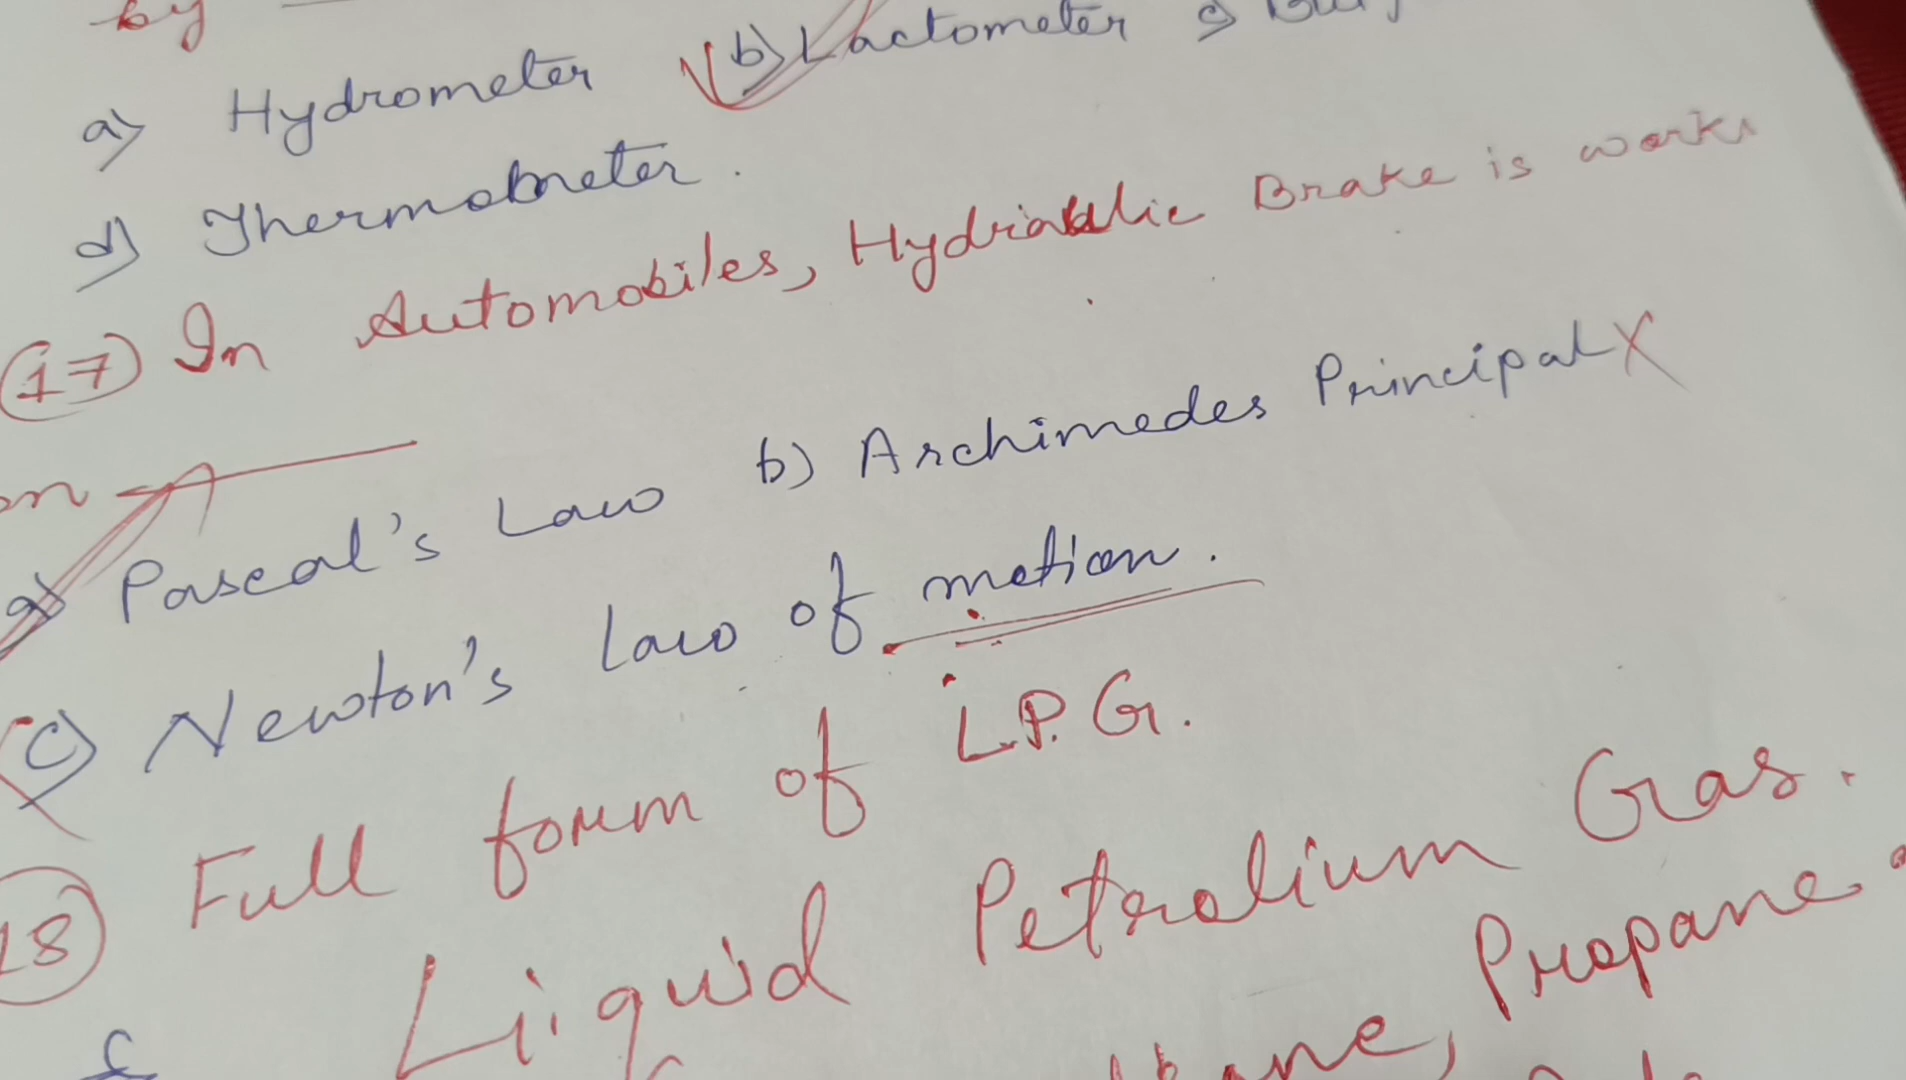 by
a) Hydrometer b) Lactometer c)
d) Thermometer.
17) In Automobiles, Hydraulic Brake is works
on
a) Pascal's Law b) Archimedes Principal X
c) Newton's law of motion.
18) Full form of L.P.G.
Liquid Petrolium Gas.
Propane